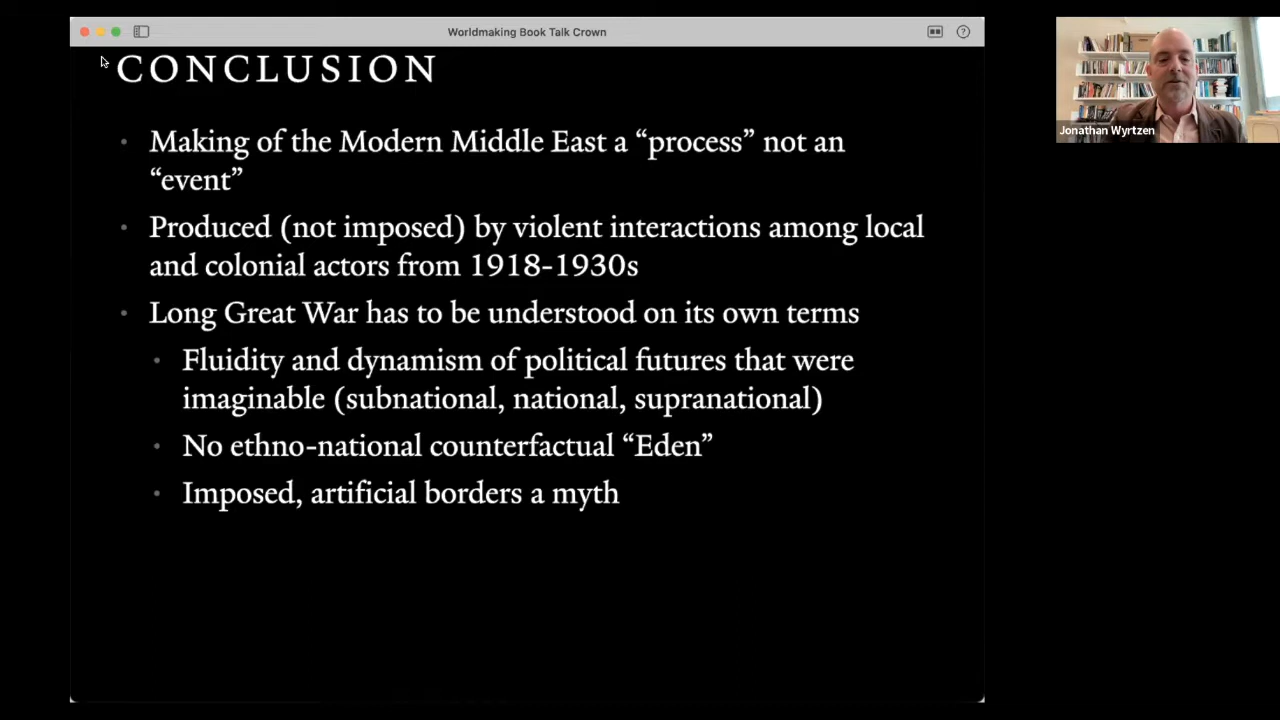 Worldmaking Book Talk Crown
CONCLUSION
• Making of the Modern Middle East a “process” not an
“event”
• Produced (not imposed) by violent interactions among local
and colonial actors from 1918-1930s
• Long Great War has to be understood on its own terms
• Fluidity and dynamism of political futures that were
imaginable (subnational, national, supranational)
• No ethno-national counterfactual “Eden”
• Imposed, artificial borders a myth
Jonathan Wyrtzen